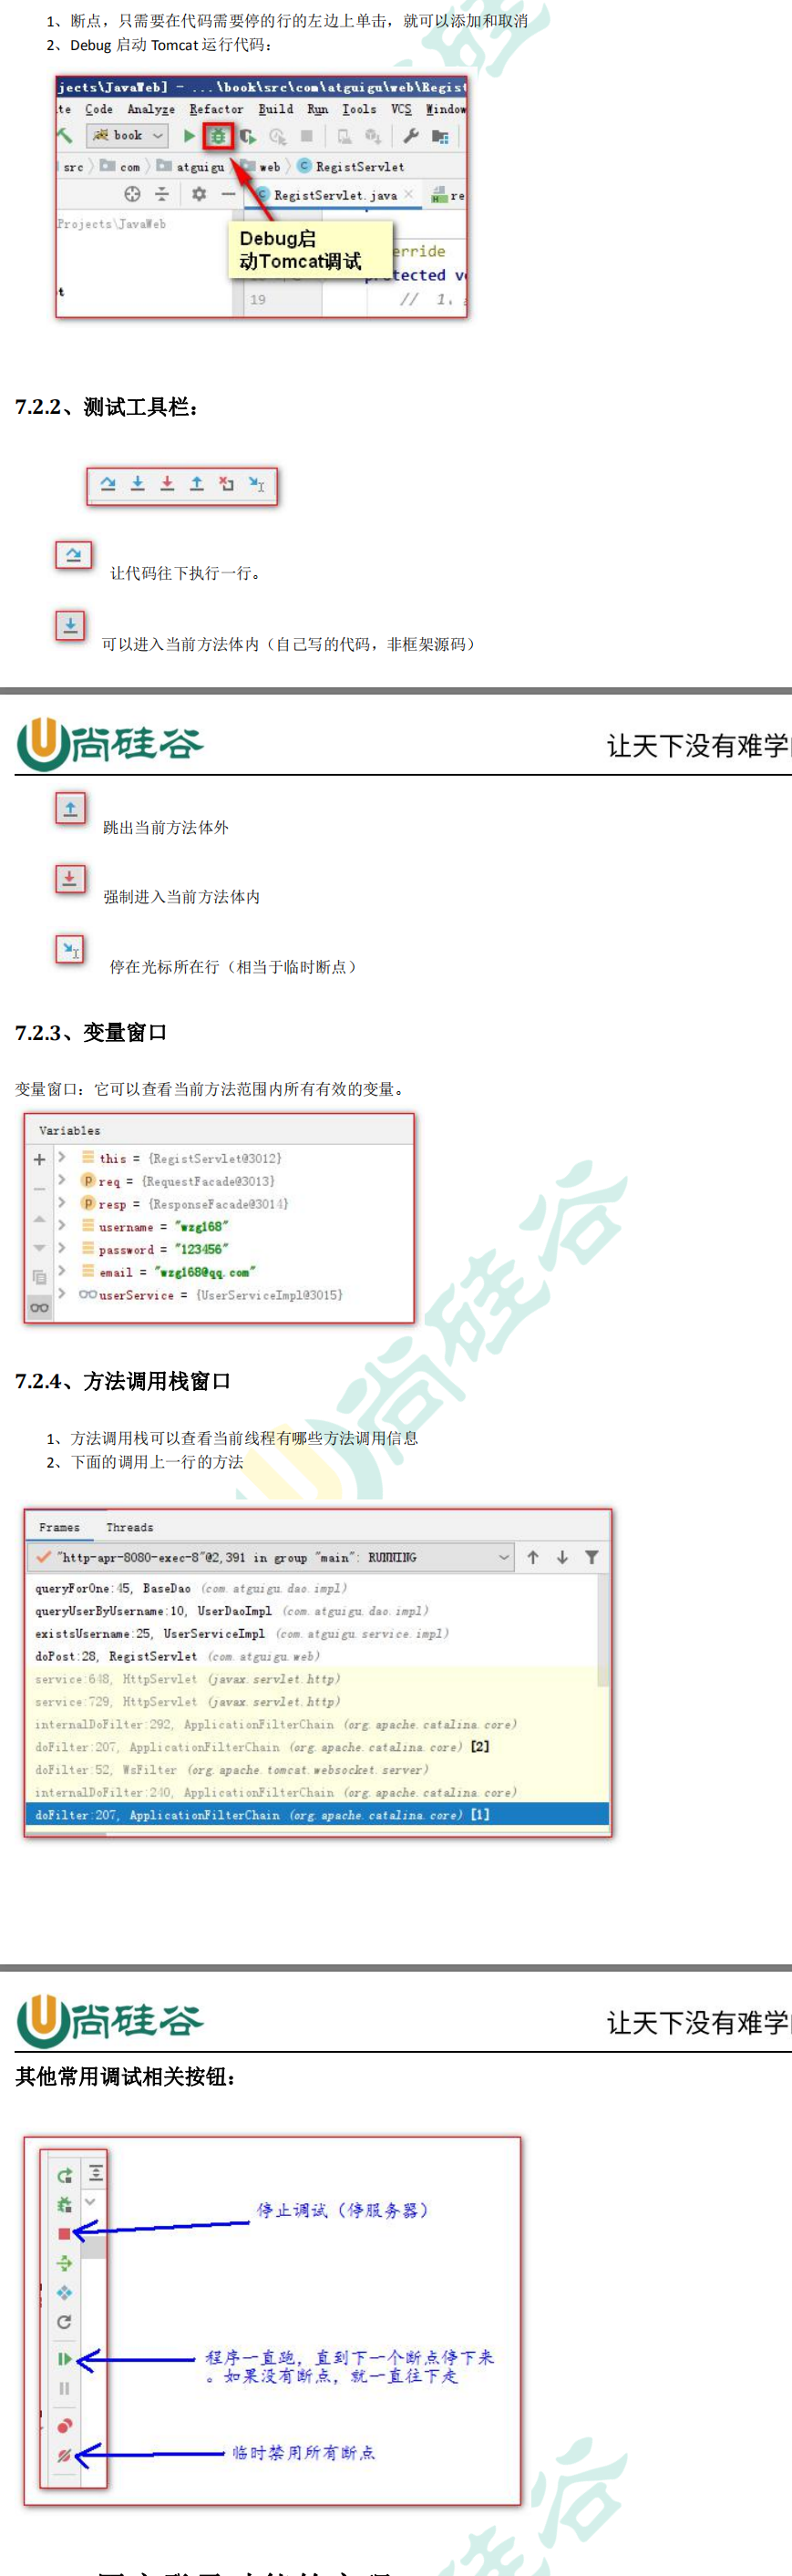 1、断点，只需要在代码需要停的行的左边上单击，就可以添加和取消
2、Debug 启动 Tomcat 运行代码：
jects\JavaWeb] - ...\book\src\com\atguigu\web\Regist
te Code Analyze Refactor Build Run Tools VCS Window
book
src com atguigu web RegistServlet
RegistServlet.java re
Projects\JavaWeb
Debug启
动Tomcat调试
erride
protected v
t
19 // 1、
7.2.2、测试工具栏：
让代码往下执行一行。
可以进入当前方法体内（自己写的代码，非框架源码）
尚硅谷 让天下没有难学
跳出当前方法体外
强制进入当前方法体内
停在光标所在行（相当于临时断点）
7.2.3、变量窗口
变量窗口：它可以查看当前方法范围内所有有效的变量。
Variables
this = {RegistServlet@3012}
req = {RequestFacade@3013}
resp = {ResponseFacade@3014}
username = "wzg168"
password = "123456"
email = "wzg168@qq.com"
userService = {UserServiceImpl@3015}
7.2.4、方法调用栈窗口
1、方法调用栈可以查看当前线程有哪些方法调用信息
2、下面的调用上一行的方法
Frames Threads
"http-apr-8080-exec-8"@2,391 in group "main": RUNNING
queryForOne:45, BaseDao (com.atguigu.dao.impl)
queryUserByUsername:10, UserDaoImpl (com.atguigu.dao.impl)
existsUsername:25, UserServiceImpl (com.atguigu.service.impl)
doPost:28, RegistServlet (com.atguigu.web)
service:648, HttpServlet (javax.servlet.http)
service:729, HttpServlet (javax.servlet.http)
internalDoFilter:292, ApplicationFilterChain (org.apache.catalina.core)
doFilter:207, ApplicationFilterChain (org.apache.catalina.core) [2]
doFilter:52, WsFilter (org.apache.tomcat.websocket.server)
internalDoFilter:240, ApplicationFilterChain (org.apache.catalina.core)
doFilter:207, ApplicationFilterChain (org.apache.catalina.core) [1]
尚硅谷 让天下没有难学
其他常用调试相关按钮：
停止调试（停服务器）
程序一直跑，直到下一个断点停下来
。如果没有断点，就一直往下走
临时禁用所有断点